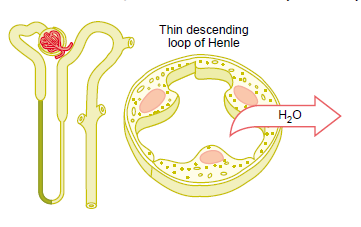 Thin descending
loop of Henle
H₂O